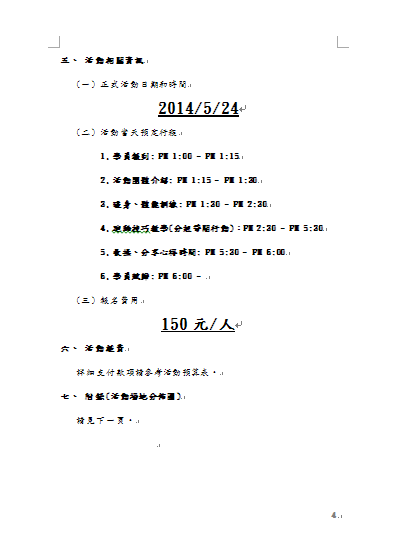 五、 活動相關資訊
(一)正式活動日期和時間
2014/5/24
(二)活動當天預定行程
1. 學員報到: PM 1:00 - PM 1:15
2. 活動團體介紹: PM 1:15 - PM 1:30
3. 暖身、體能訓練: PM 1:30 - PM 2:30
4. 跑酷技巧教學(分組帶開行動):PM 2:30 - PM 5:30
5. 收操、分享心得時間: PM 5:30 - PM 6:00
6. 學員賦歸: PM 6:00 -
(三)報名費用
150 元/人
六、 活動經費
詳細支付款項請參考活動預算表。
七、 附錄(活動場地分佈圖)
請見下一頁。
4